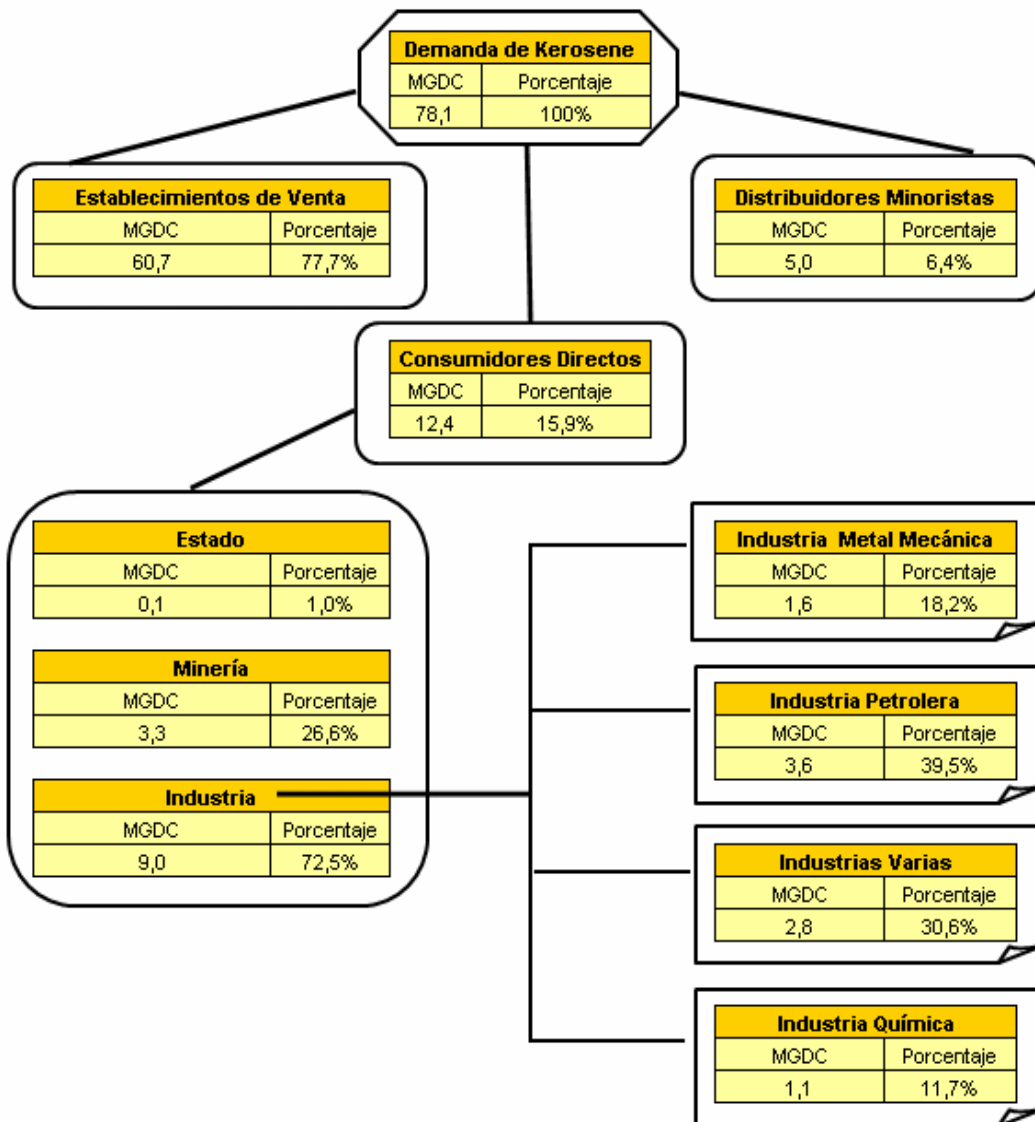 Demanda de Kerosene
MGDC Porcentaje
78,1 100%
Establecimientos de Venta
MGDC Porcentaje
60,7 77,7%
Distribuidores Minoristas
MGDC Porcentaje
5,0 6,4%
Consumidores Directos
MGDC Porcentaje
12,4 15,9%
Estado
MGDC Porcentaje
0,1 1,0%
Minería
MGDC Porcentaje
3,3 26,6%
Industria
MGDC Porcentaje
9,0 72,5%
Industria Metal Mecánica
MGDC Porcentaje
1,6 18,2%
Industria Petrolera
MGDC Porcentaje
3,6 39,5%
Industrias Varias
MGDC Porcentaje
2,8 30,6%
Industria Química
MGDC Porcentaje
1,1 11,7%